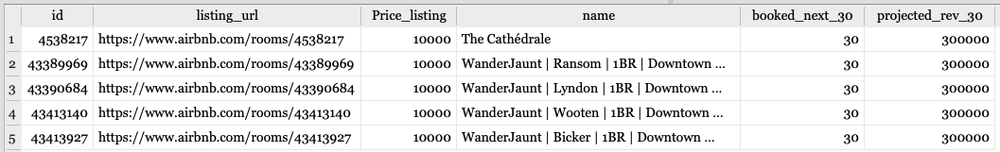 id listing_url Price_listing name booked_next_30 projected_rev_30
1 4538217 https://www.airbnb.com/rooms/4538217 10000 The Cathédrale 30 300000
2 43389969 https://www.airbnb.com/rooms/43389969 10000 WanderJaunt | Ransom | 1BR | Downtown ... 30 300000
3 43390684 https://www.airbnb.com/rooms/43390684 10000 WanderJaunt | Lyndon | 1BR | Downtown ... 30 300000
4 43413140 https://www.airbnb.com/rooms/43413140 10000 WanderJaunt | Wooten | 1BR | Downtown ... 30 300000
5 43413927 https://www.airbnb.com/rooms/43413927 10000 WanderJaunt | Bicker | 1BR | Downtown ... 30 300000